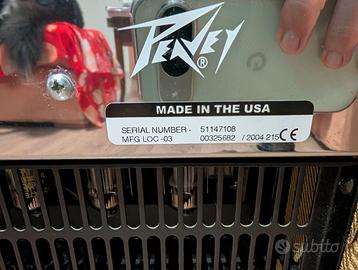 PEAVEY
®
MADE IN THE USA
SERIAL NUMBER - 51147108
MFG LOC -03 00325682 / 2004 215 CE
subito